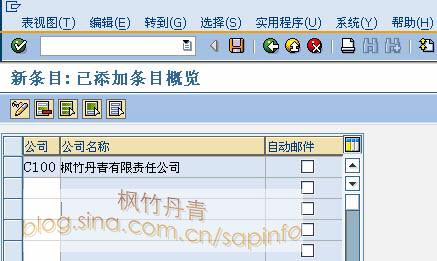 表视图(T) 编辑(E) 转到(G) 选择(S) 实用程序(U) 系统(Y) 帮助(H)
新条目: 已添加条目概览
公司 公司名称 自动邮件
C100 枫竹丹青有限责任公司
枫竹丹青
blog.sina.com.cn/sapinfo